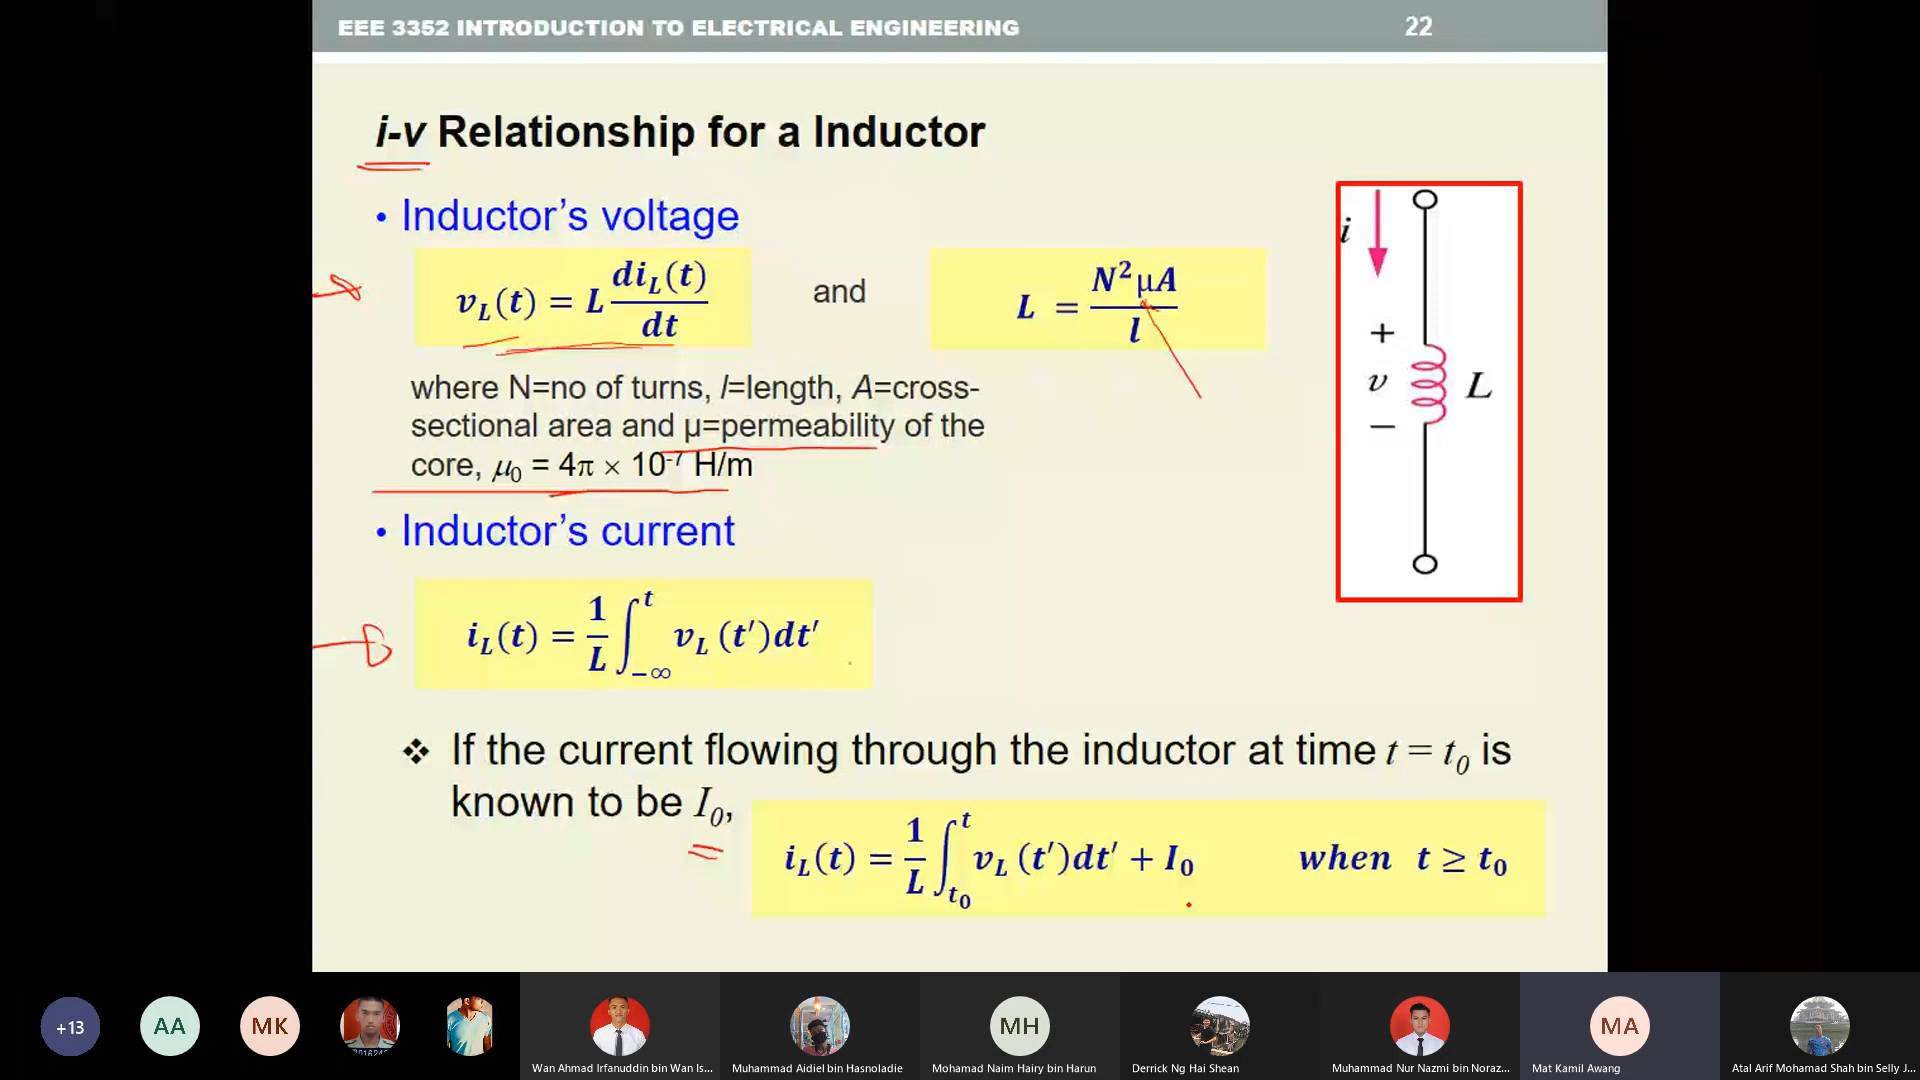 EEE 3352 INTRODUCTION TO ELECTRICAL ENGINEERING 22
i-v Relationship for a Inductor
• Inductor’s voltage
v_L(t) = L di_L(t)/dt and L = N²μA/l
where N=no of turns, l=length, A=cross-
sectional area and μ=permeability of the
core, μ₀ = 4π × 10⁻⁷ H/m
• Inductor’s current
i_L(t) = 1/L ∫_{-∞}^{t} v_L (t′)dt′
❖ If the current flowing through the inductor at time t = t₀ is
known to be I₀,
i_L(t) = 1/L ∫_{t₀}^{t} v_L (t′)dt′ + I₀ when t ≥ t₀
i
+
v L
−
+13 AA MK MH MA
Wan Ahmad Irfanuddin bin Wan Is... Muhammad Aidiel bin Hasnoladie Mohamad Naim Hairy bin Harun Derrick Ng Hai Shean Muhammad Nur Nazmi bin Noraz... Mat Kamil Awang Atal Arif Mohamad Shah bin Selly J...